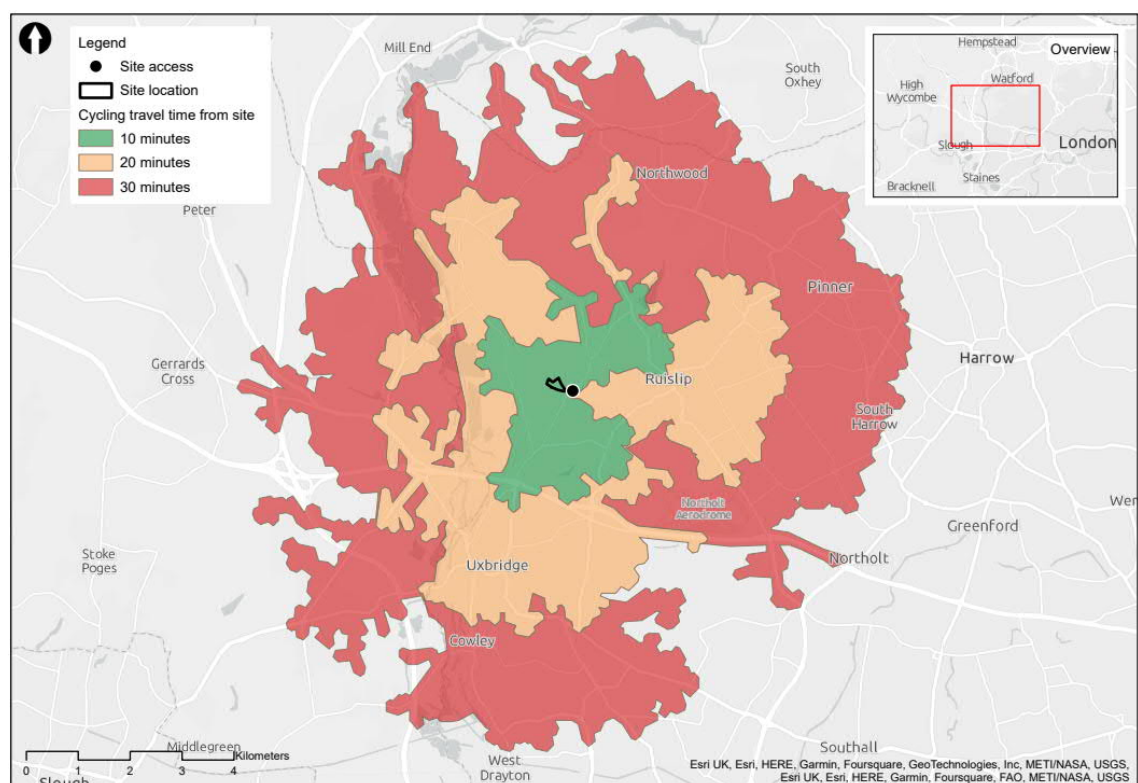 Legend
Site access
Site location
Cycling travel time from site
10 minutes
20 minutes
30 minutes
Mill End
South
Oxhey
Overview
Hempstead
Watford
High
Wycombe
London
Slough
Staines
Bracknell
Northwood
Peter
Pinner
Gerrards
Cross
Harrow
Ruislip
South
Harrow
Northolt
Aerodrome
Wer
Greenford
Stoke
Poges
Northolt
Uxbridge
Cowley
Middlegreen
0 1 2 3 4
Kilometers
Slough
West
Drayton
Southall
Esri UK, Esri, HERE, Garmin, Foursquare, GeoTechnologies, Inc, METI/NASA, USGS,
Esri UK, Esri, HERE, Garmin, Foursquare, FAO, METI/NASA, USGS